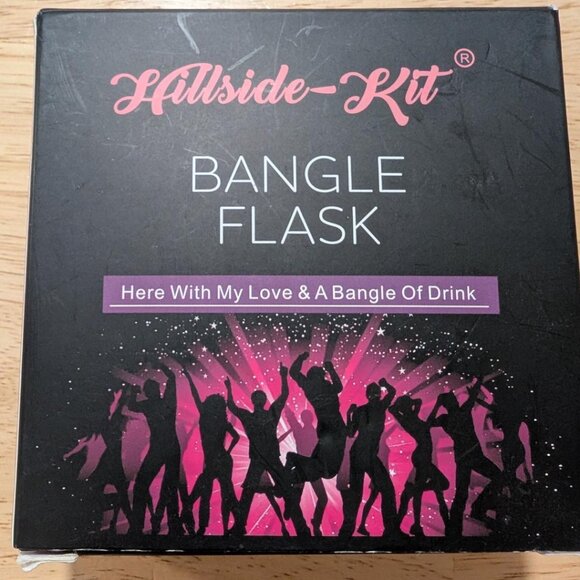 Hillside-Kit ®
BANGLE
FLASK
Here With My Love & A Bangle Of Drink